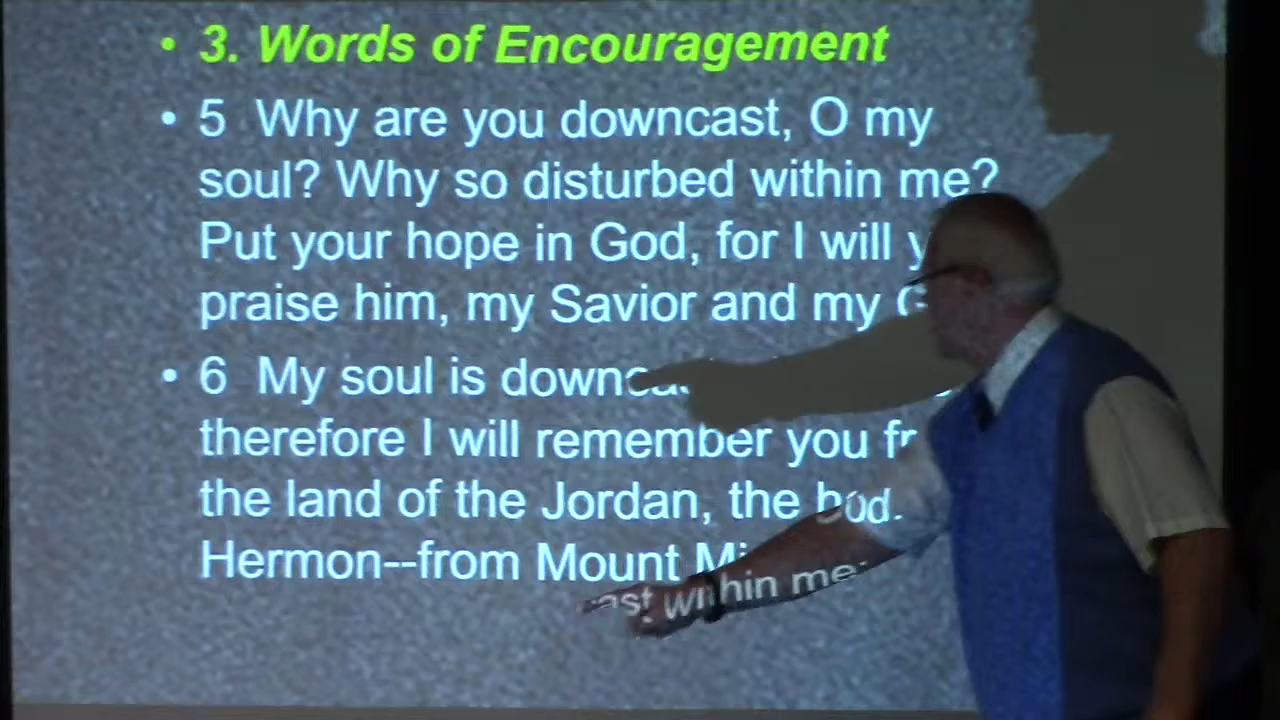 • 3. Words of Encouragement
• 5 Why are you downcast, O my
soul? Why so disturbed within me?
Put your hope in God, for I will
praise him, my Savior and my
• 6 My soul is within me;
therefore I will remember you
the land of the Jordan, the
Hermon--from Mount